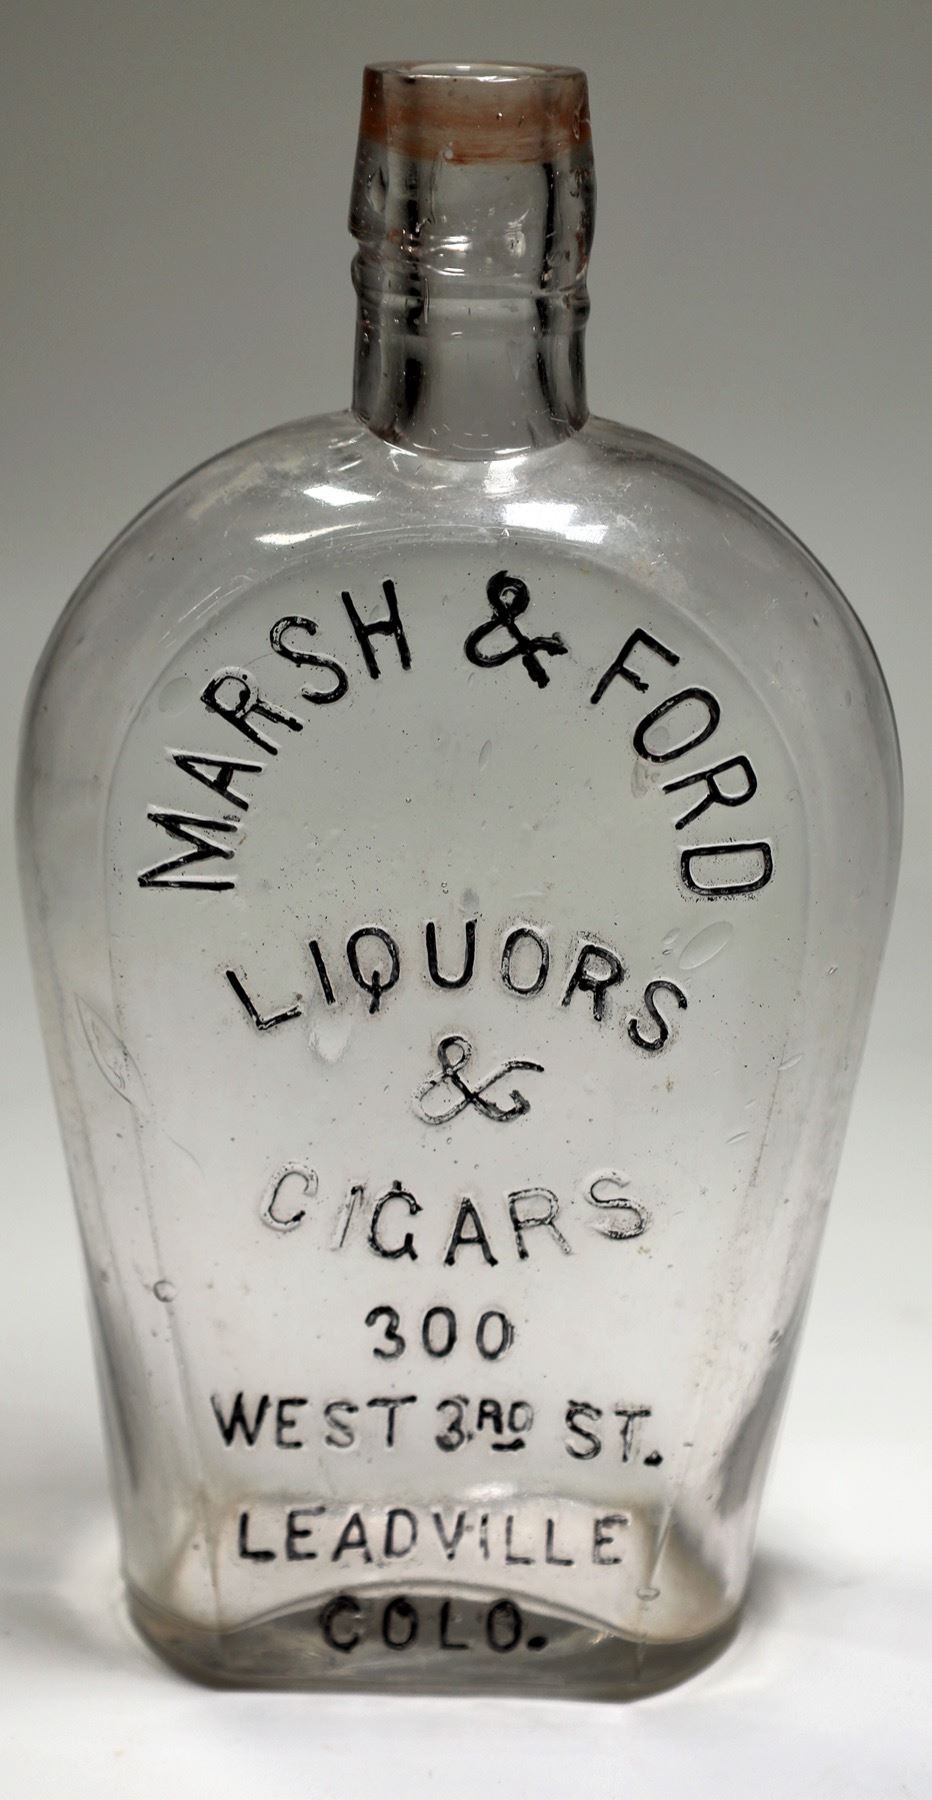 MARSH & FORD
LIQUORS
&
CIGARS
300
WEST 3RD ST.
LEADVILLE
COLO.